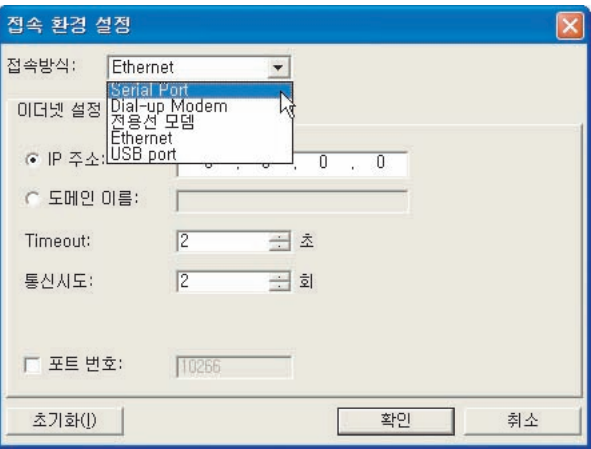 접속 환경 설정
접속방식: Ethernet
Serial Port
Dial-up Modem
전용선 모뎀
Ethernet
USB port
이더넷 설정
IP 주소: 0 . 0 . 0 . 0
도메인 이름:
Timeout: 2 초
통신시도: 2 회
포트 번호: 10266
초기화(I) 확인 취소